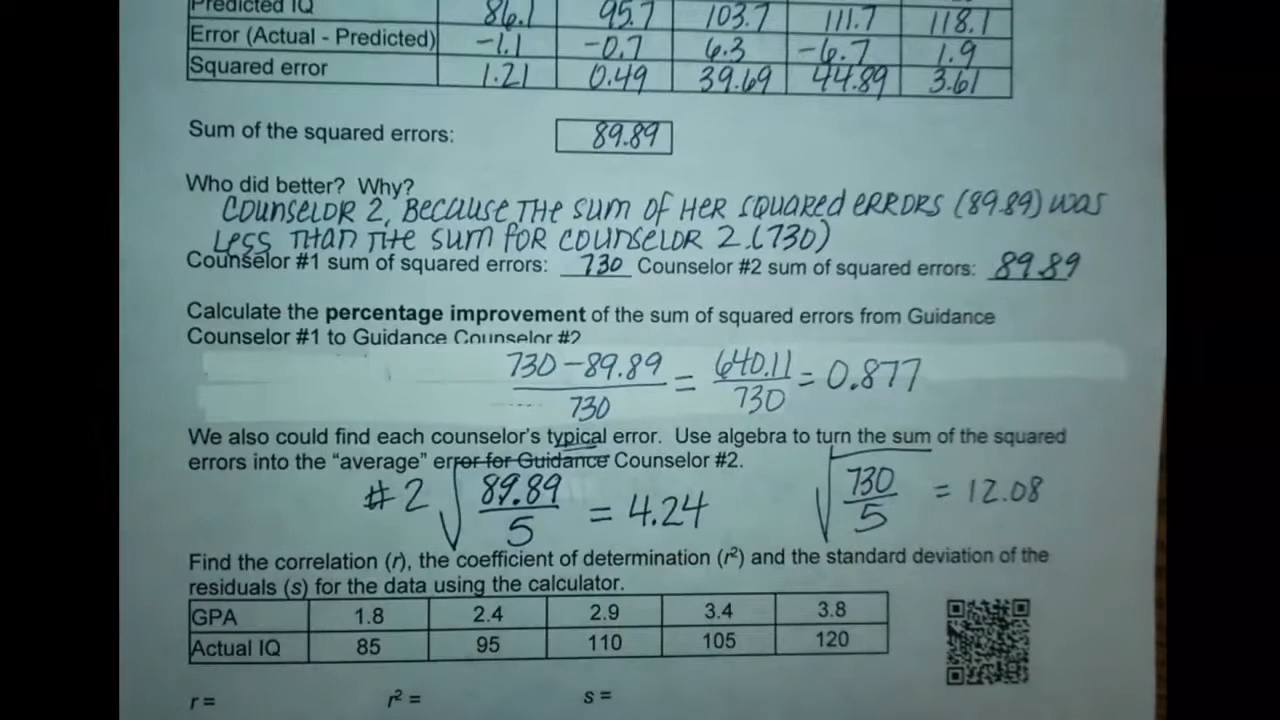 Predicted IQ 86.1 95.7 103.7 111.7 118.1
Error (Actual - Predicted) -1.1 -0.7 6.3 -6.7 1.9
Squared error 1.21 0.49 39.69 44.89 3.61
Sum of the squared errors: 89.89
Who did better? Why?
COUNSELOR 2, BECAUSE THE SUM OF HER SQUARED ERRORS (89.89) WAS
LESS THAN THE SUM FOR COUNSELOR 2.(730)
Counselor #1 sum of squared errors: 730 Counselor #2 sum of squared errors: 89.89
Calculate the percentage improvement of the sum of squared errors from Guidance
Counselor #1 to Guidance Counselor #2
730 - 89.89 / 730 = 640.11 / 730 = 0.877
We also could find each counselor's typical error. Use algebra to turn the sum of the squared
errors into the "average" error for Guidance Counselor #2.
#2 √ 89.89 / 5 = 4.24 √ 730 / 5 = 12.08
Find the correlation (r), the coefficient of determination (r²) and the standard deviation of the
residuals (s) for the data using the calculator.
GPA 1.8 2.4 2.9 3.4 3.8
Actual IQ 85 95 110 105 120
r = r² = s =